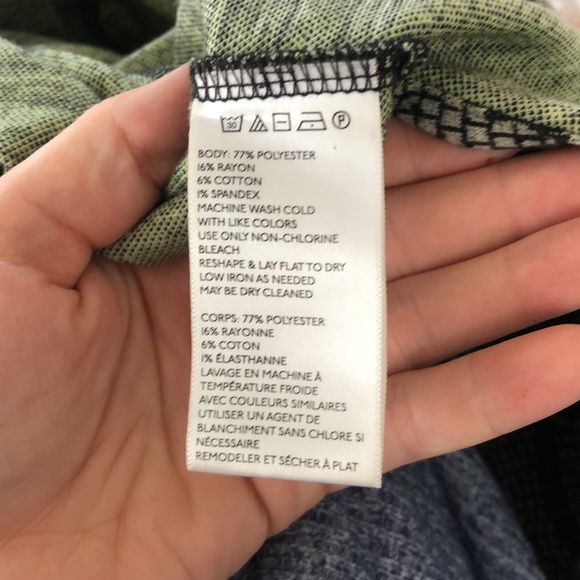 30 P
BODY: 77% POLYESTER
16% RAYON
6% COTTON
1% SPANDEX
MACHINE WASH COLD
WITH LIKE COLORS
USE ONLY NON-CHLORINE
BLEACH
RESHAPE & LAY FLAT TO DRY
LOW IRON AS NEEDED
MAY BE DRY CLEANED
CORPS: 77% POLYESTER
16% RAYONNE
6% COTON
1% ÉLASTHANNE
LAVAGE EN MACHINE À
TEMPÉRATURE FROIDE
AVEC COULEURS SIMILAIRES
UTILISER UN AGENT DE
BLANCHIMENT SANS CHLORE SI
NÉCESSAIRE
REMODELER ET SÉCHER À PLAT